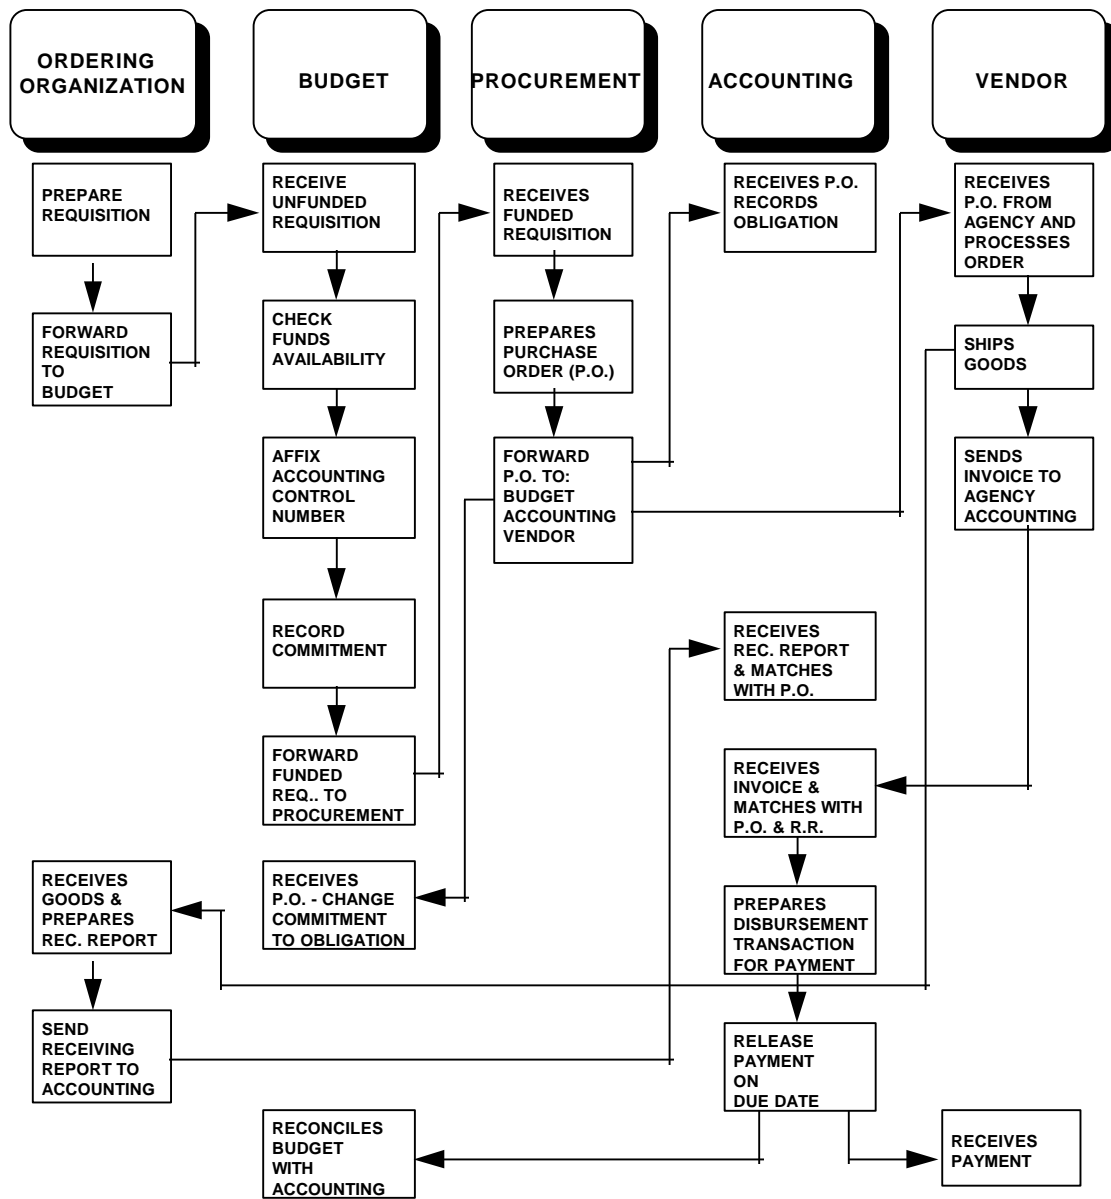 ORDERING
ORGANIZATION
BUDGET
PROCUREMENT
ACCOUNTING
VENDOR
PREPARE
REQUISITION
FORWARD
REQUISITION
TO
BUDGET
RECEIVE
UNFUNDED
REQUISITION
CHECK
FUNDS
AVAILABILITY
AFFIX
ACCOUNTING
CONTROL
NUMBER
RECORD
COMMITMENT
FORWARD
FUNDED
REQ.. TO
PROCUREMENT
RECEIVES
FUNDED
REQUISITION
PREPARES
PURCHASE
ORDER (P.O.)
FORWARD
P.O. TO:
BUDGET
ACCOUNTING
VENDOR
RECEIVES P.O.
RECORDS
OBLIGATION
RECEIVES
P.O. FROM
AGENCY AND
PROCESSES
ORDER
SHIPS
GOODS
SENDS
INVOICE TO
AGENCY
ACCOUNTING
RECEIVES
REC. REPORT
& MATCHES
WITH P.O.
RECEIVES
INVOICE &
MATCHES WITH
P.O. & R.R.
RECEIVES
GOODS &
PREPARES
REC. REPORT
RECEIVES
P.O. - CHANGE
COMMITMENT
TO OBLIGATION
PREPARES
DISBURSEMENT
TRANSACTION
FOR PAYMENT
SEND
RECEIVING
REPORT TO
ACCOUNTING
RELEASE
PAYMENT
ON
DUE DATE
RECONCILES
BUDGET
WITH
ACCOUNTING
RECEIVES
PAYMENT